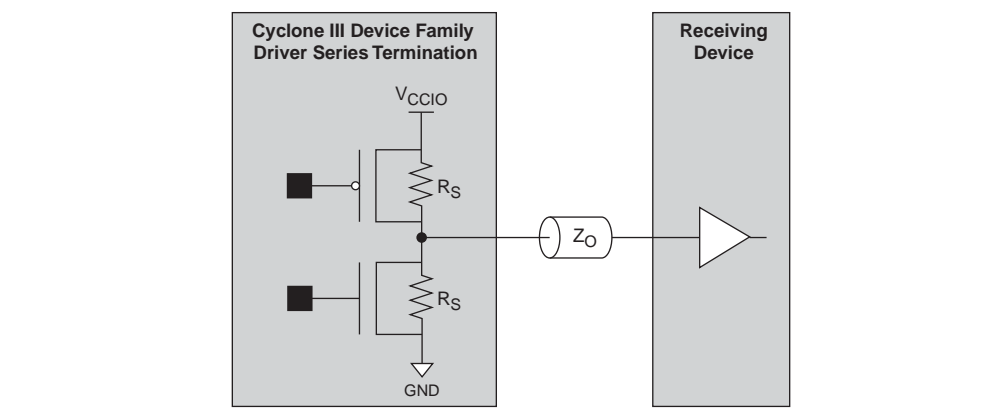 Cyclone III Device Family
Driver Series Termination
Receiving
Device
VCCIO
RS
ZO
RS
GND